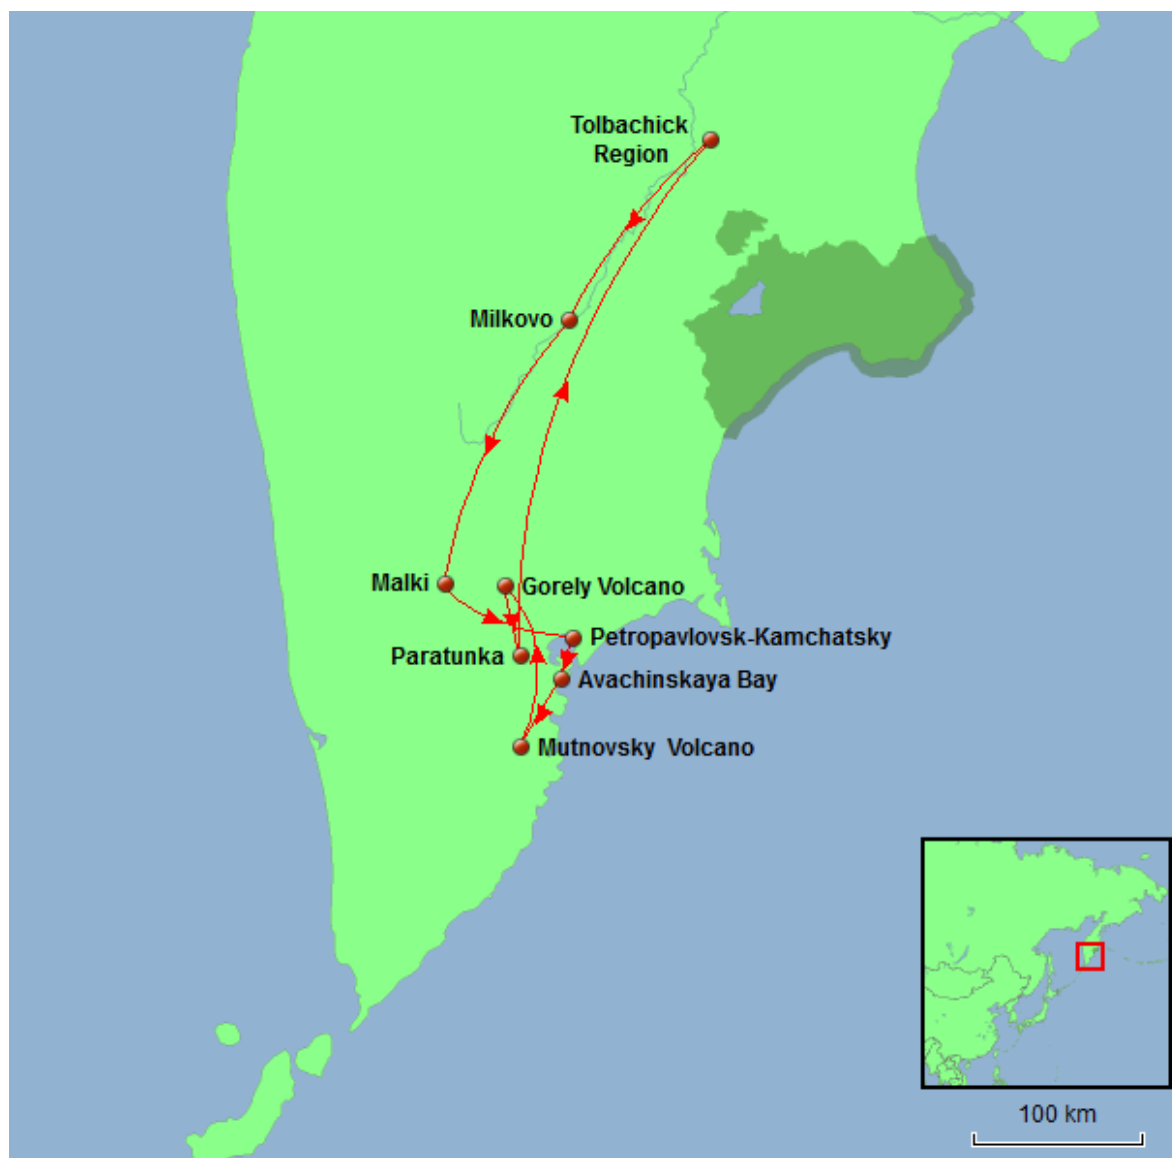 Tolbachick
Region
Milkovo
Malki
Gorely Volcano
Petropavlovsk-Kamchatsky
Paratunka
Avachinskaya Bay
Mutnovsky  Volcano
100 km